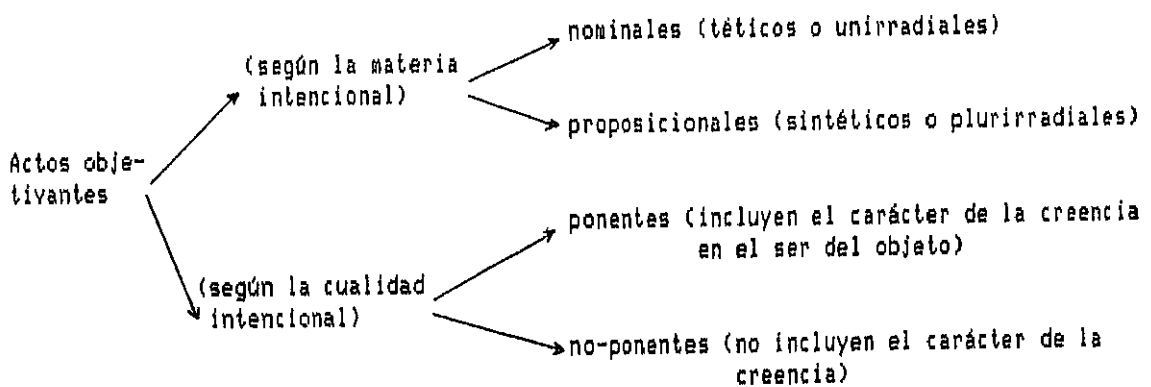 nominales (téticos o unirradiales)
(según la materia
intencional)
proposicionales (sintéticos o plurirradiales)
Actos obje-
tivantes
ponentes (incluyen el carácter de la creencia
en el ser del objeto)
(según la cualidad
intencional)
no-ponentes (no incluyen el carácter de la
creencia)